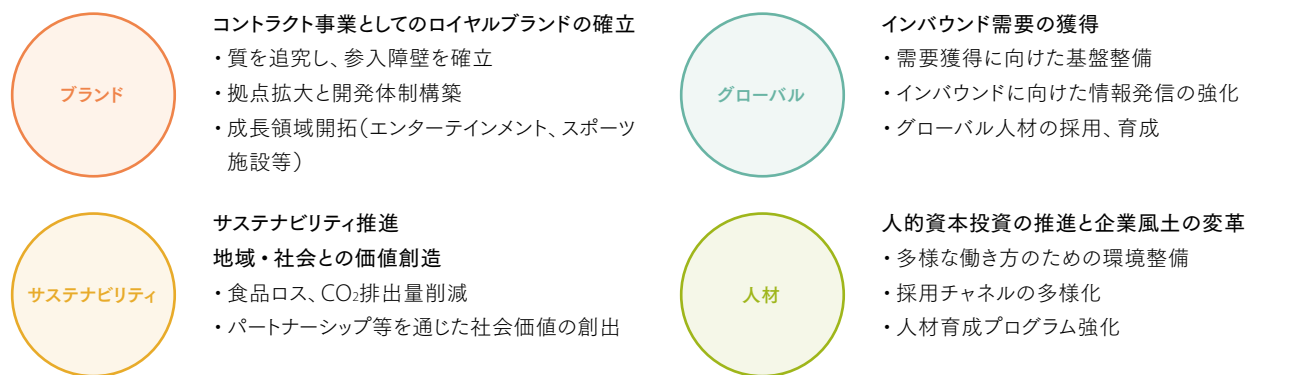 ブランド
コントラクト事業としてのロイヤルブランドの確立
・質を追究し、参入障壁を確立
・拠点拡大と開発体制構築
・成長領域開拓（エンターテインメント、スポーツ
施設等）
グローバル
インバウンド需要の獲得
・需要獲得に向けた基盤整備
・インバウンドに向けた情報発信の強化
・グローバル人材の採用、育成
サステナビリティ
サステナビリティ推進
地域・社会との価値創造
・食品ロス、CO₂排出量削減
・パートナーシップ等を通じた社会価値の創出
人材
人的資本投資の推進と企業風土の変革
・多様な働き方のための環境整備
・採用チャネルの多様化
・人材育成プログラム強化